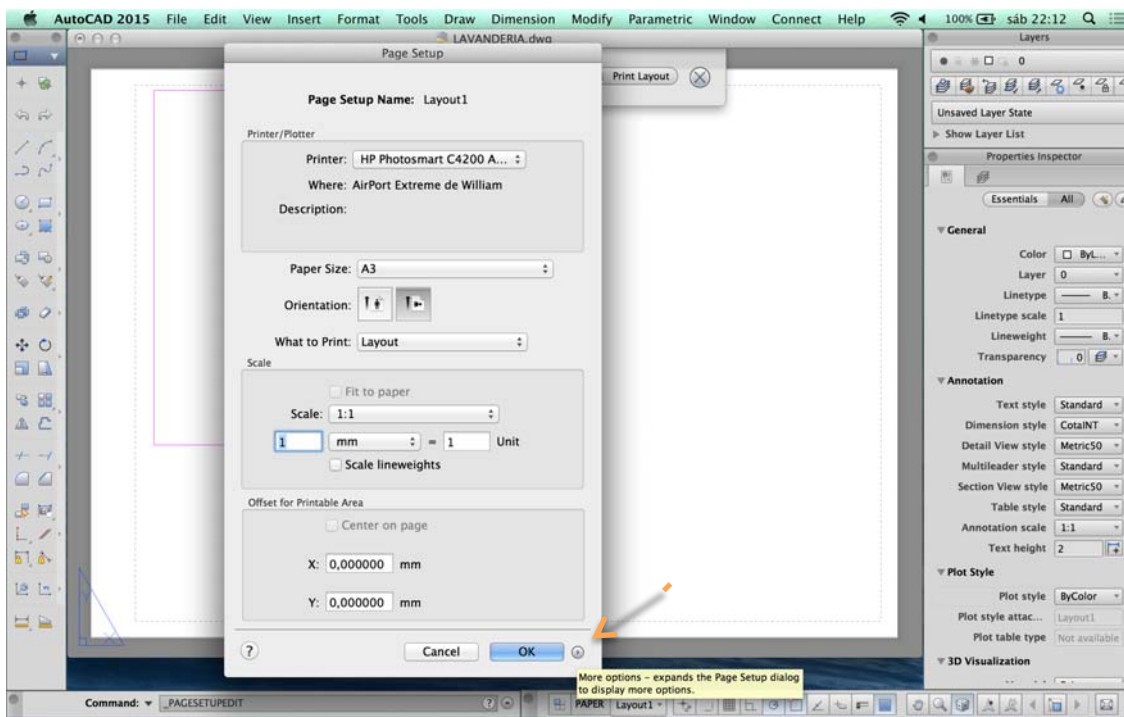 AutoCAD 2015 File Edit View Insert Format Tools Draw Dimension Modify Parametric Window Connect Help 100% sáb 22:12
LAVANDERIA.dwg
Page Setup
Print Layout
Page Setup Name: Layout1
Printer/Plotter
Printer: HP Photosmart C4200 A...
Where: AirPort Extreme de William
Description:
Paper Size: A3
Orientation:
What to Print: Layout
Scale
Fit to paper
Scale: 1:1
1 mm = 1 Unit
Scale lineweights
Offset for Printable Area
Center on page
X: 0,000000 mm
Y: 0,000000 mm
? Cancel OK
More options - expands the Page Setup dialog
to display more options.
Layers
0
Unsaved Layer State
Show Layer List
Properties Inspector
Essentials All
General
Color ByL...
Layer 0
Linetype B.
Linetype scale 1
Lineweight B.
Transparency 0
Annotation
Text style Standard
Dimension style CotaINT
Detail View style Metric50
Multileader style Standard
Section View style Metric50
Table style Standard
Annotation scale 1:1
Text height 2
Plot Style
Plot style ByColor
Plot style attac... Layout1
Plot table type Not available
3D Visualization
Command: _PAGESETUPEDIT
PAPER Layout1
Y
X